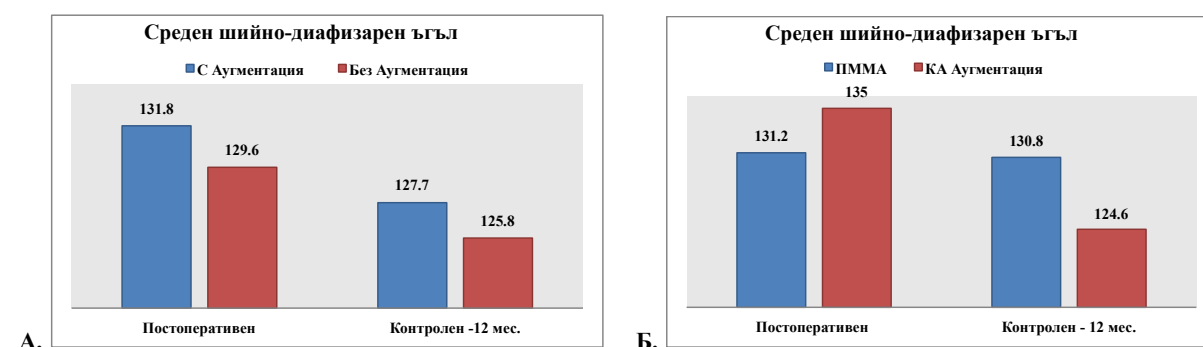 Среден шийно-диафизарен ъгъл
С Аугментация Без Аугментация
131.8
129.6
127.7
125.8
Постоперативен Контролен -12 мес.
А.
Среден шийно-диафизарен ъгъл
ПММА КА Аугментация
131.2
135
130.8
124.6
Постоперативен Контролен - 12 мес.
Б.